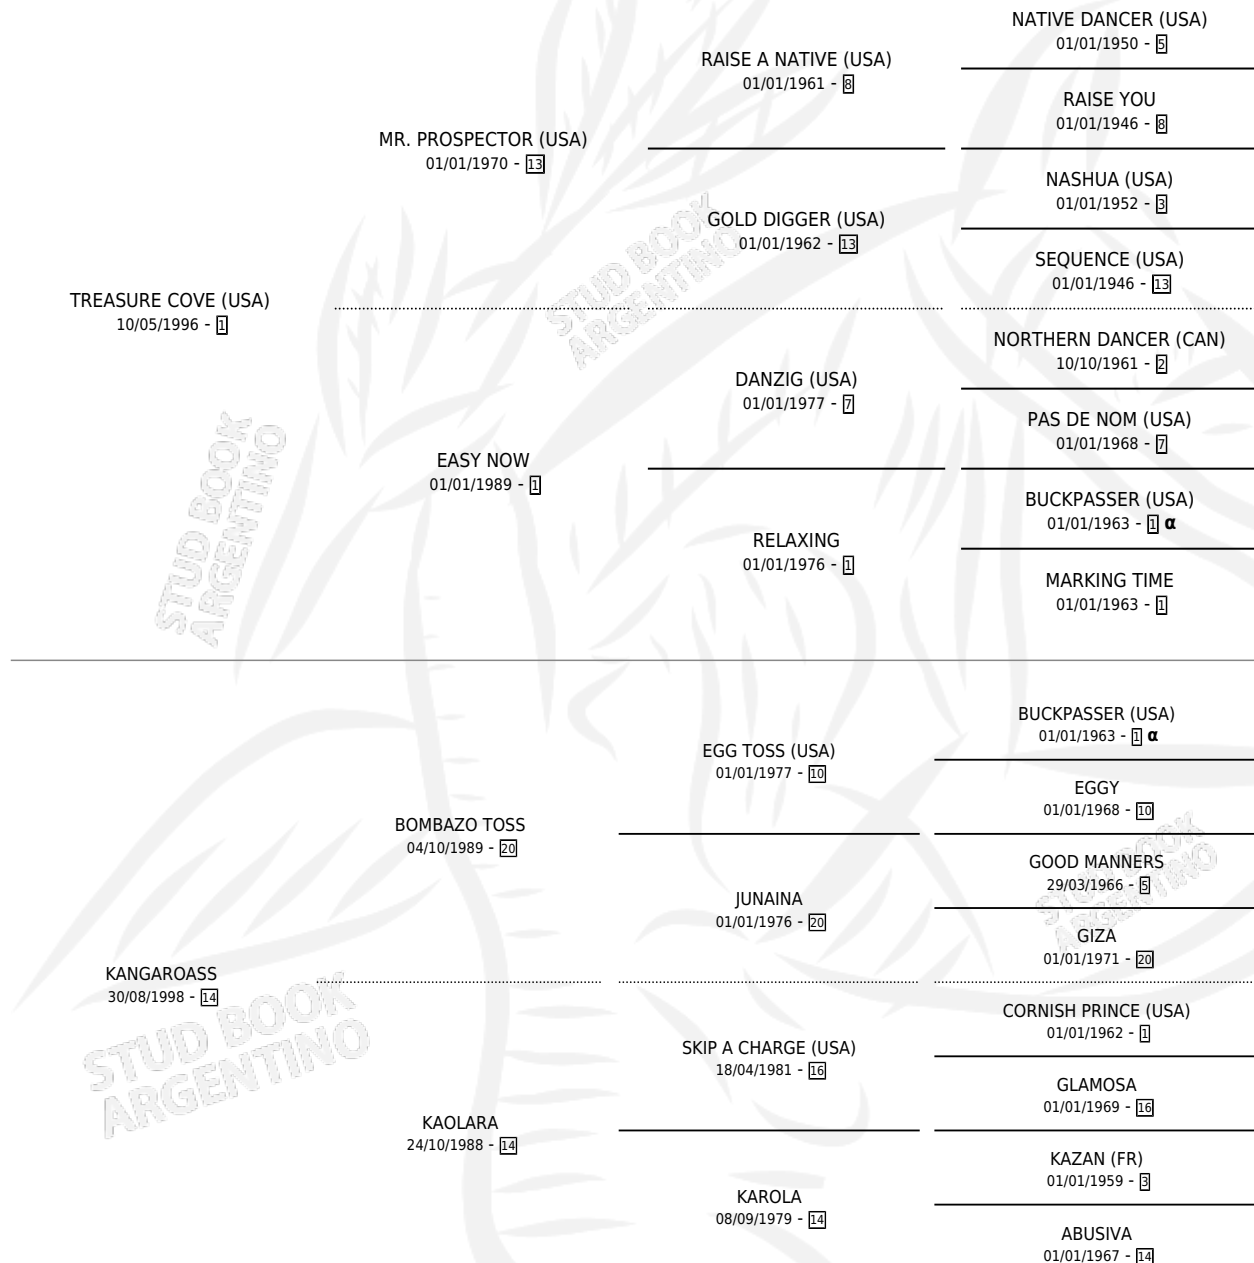 NATIVE DANCER (USA)
01/01/1950 - 5
RAISE A NATIVE (USA)
01/01/1961 - 8
RAISE YOU
01/01/1946 - 8
MR. PROSPECTOR (USA)
01/01/1970 - 13
NASHUA (USA)
01/01/1952 - 3
GOLD DIGGER (USA)
01/01/1962 - 13
SEQUENCE (USA)
01/01/1946 - 13
TREASURE COVE (USA)
10/05/1996 - 1
NORTHERN DANCER (CAN)
10/10/1961 - 2
DANZIG (USA)
01/01/1977 - 7
PAS DE NOM (USA)
01/01/1968 - 7
EASY NOW
01/01/1989 - 1
BUCKPASSER (USA)
01/01/1963 - 1 α
RELAXING
01/01/1976 - 1
MARKING TIME
01/01/1963 - 1
BUCKPASSER (USA)
01/01/1963 - 1 α
EGG TOSS (USA)
01/01/1977 - 10
EGGY
01/01/1968 - 10
BOMBAZO TOSS
04/10/1989 - 20
GOOD MANNERS
29/03/1966 - 5
JUNAINA
01/01/1976 - 20
GIZA
01/01/1971 - 20
KANGAROASS
30/08/1998 - 14
CORNISH PRINCE (USA)
01/01/1962 - 1
SKIP A CHARGE (USA)
18/04/1981 - 16
GLAMOSA
01/01/1969 - 16
KAOLARA
24/10/1988 - 14
KAZAN (FR)
01/01/1959 - 3
KAROLA
08/09/1979 - 14
ABUSIVA
01/01/1967 - 14
STUD BOOK
ARGENTINO
STUD BOOK
ARGENTINO
STUD BOOK
ARGENTINO
STUD BOOK
ARGENTINO